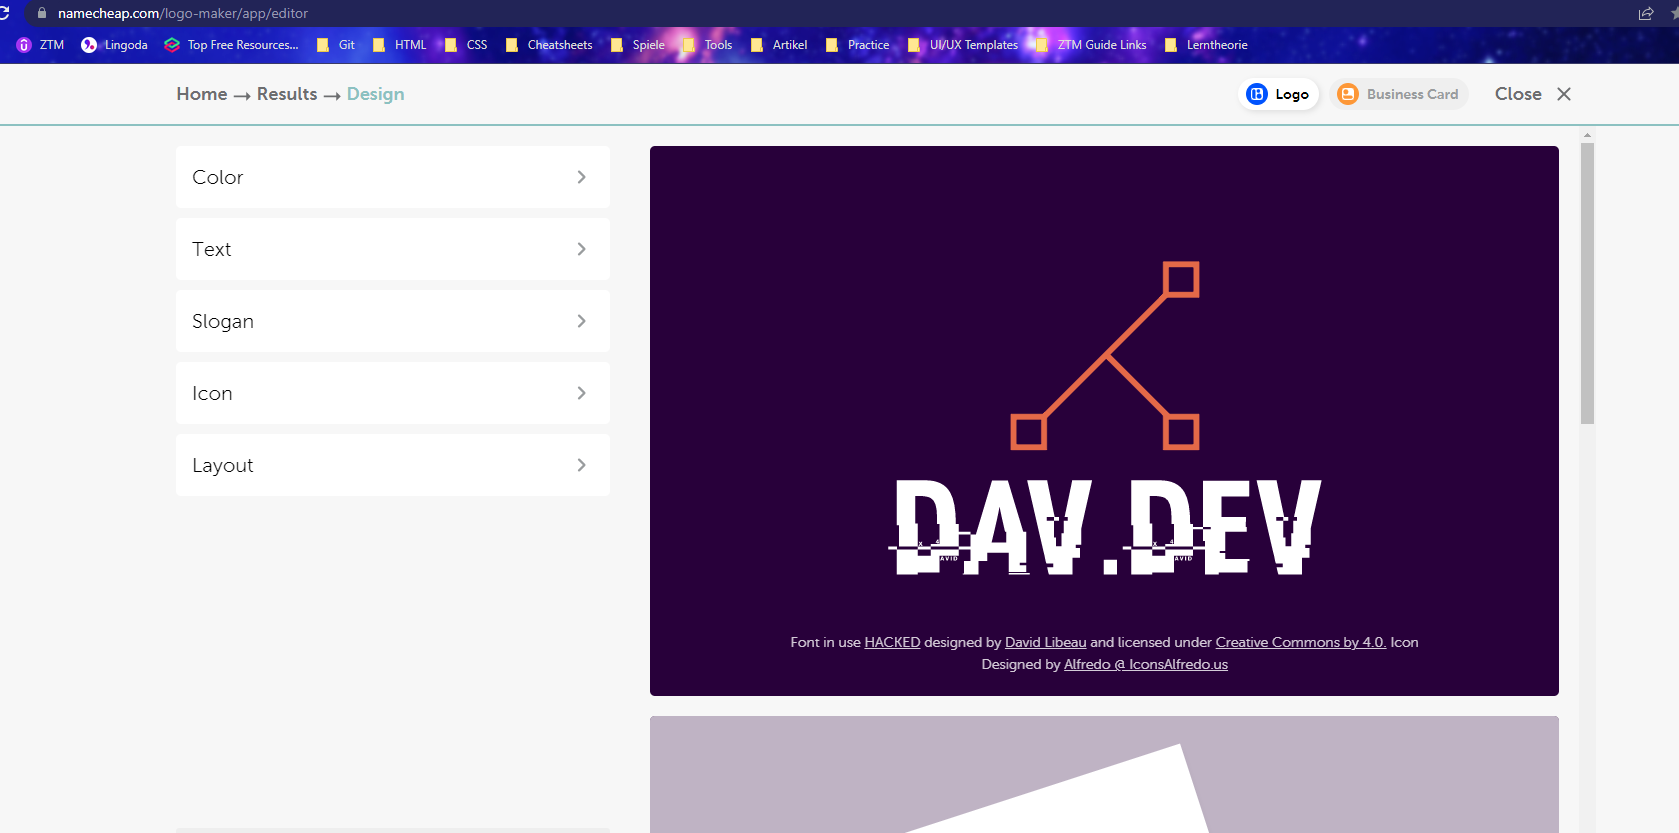 namecheap.com/logo-maker/app/editor
ZTM Lingoda Top Free Resources... Git HTML CSS Cheatsheets Spiele Tools Artikel Practice UI/UX Templates ZTM Guide Links Lerntheorie
Home → Results → Design
Logo Business Card Close ×
Color
Text
Slogan
Icon
Layout
DAV.DEV
Font in use HACKED designed by David Libeau and licensed under Creative Commons by 4.0. Icon
Designed by Alfredo @ IconsAlfredo.us